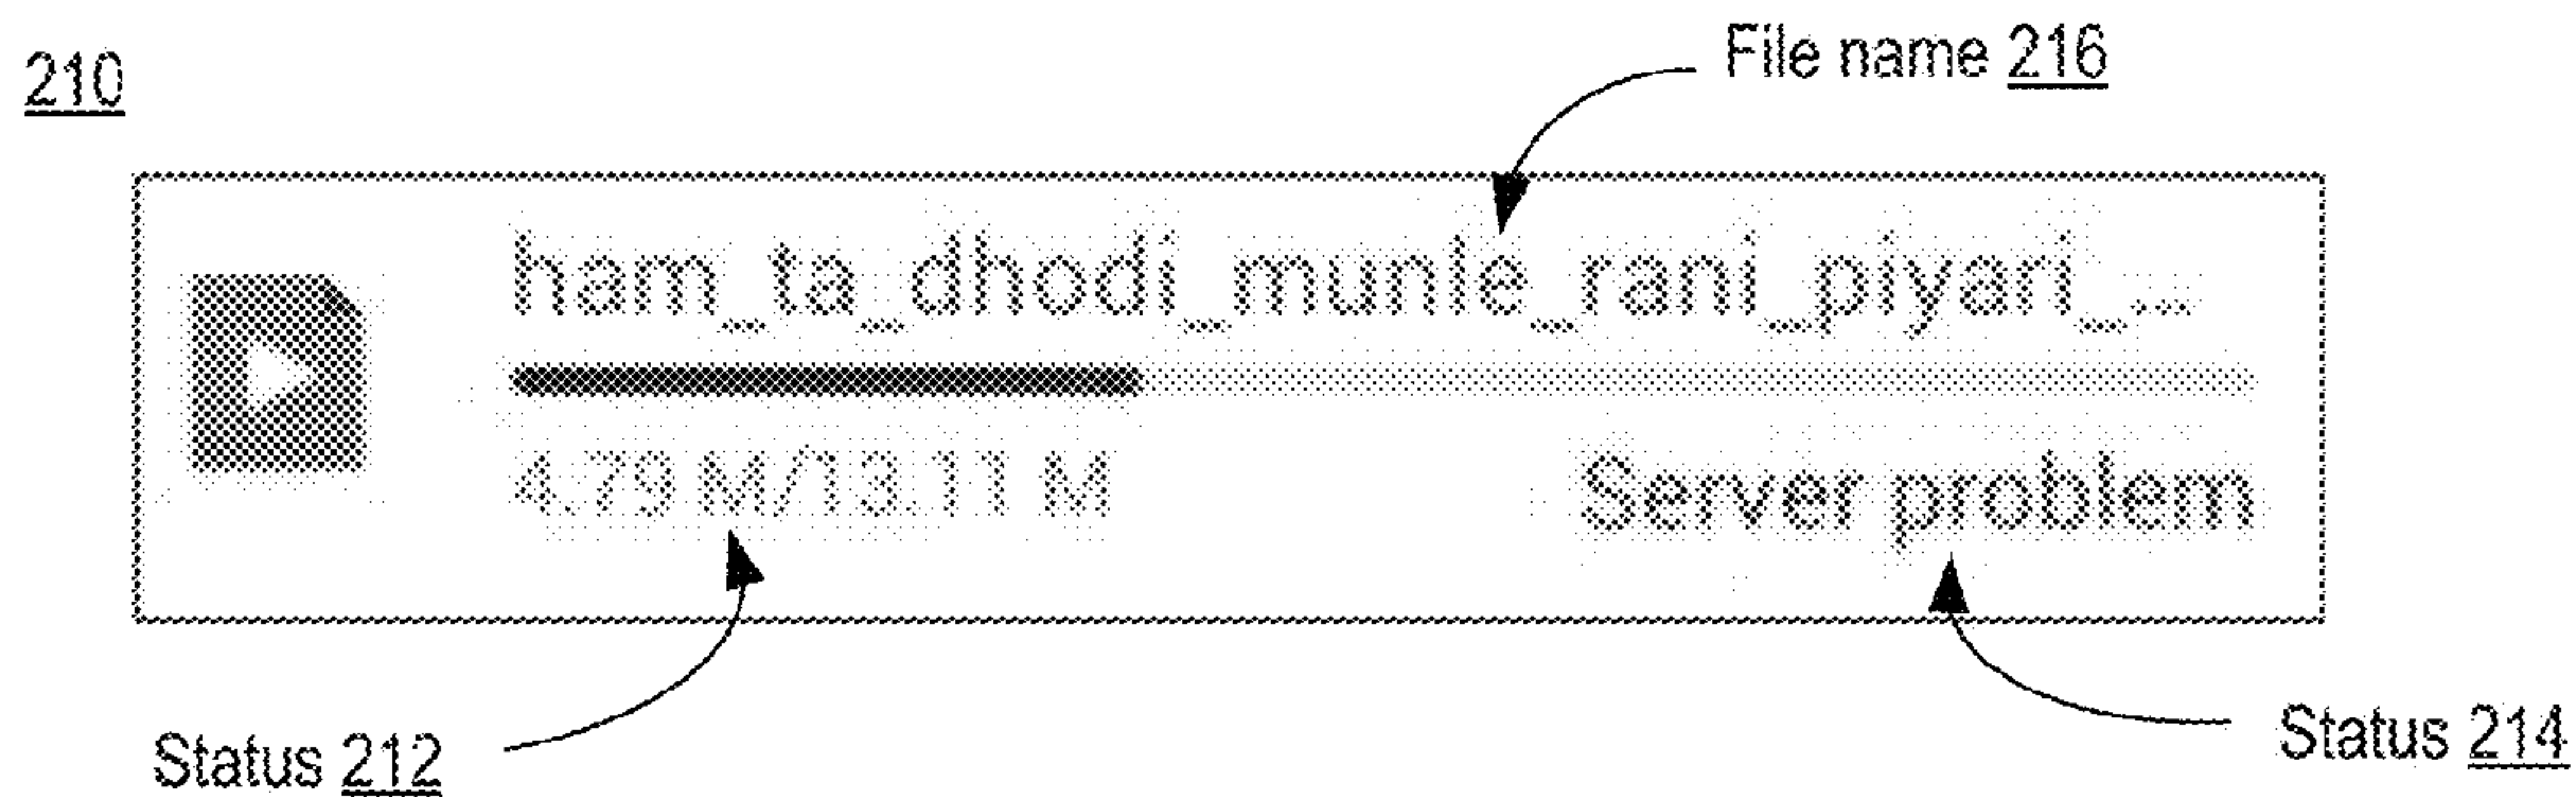 210
File name 216
ham_ta_dhodi_munle_rani_piyari_...
4.79 M/13.11 M
Server problem
Status 212
Status 214